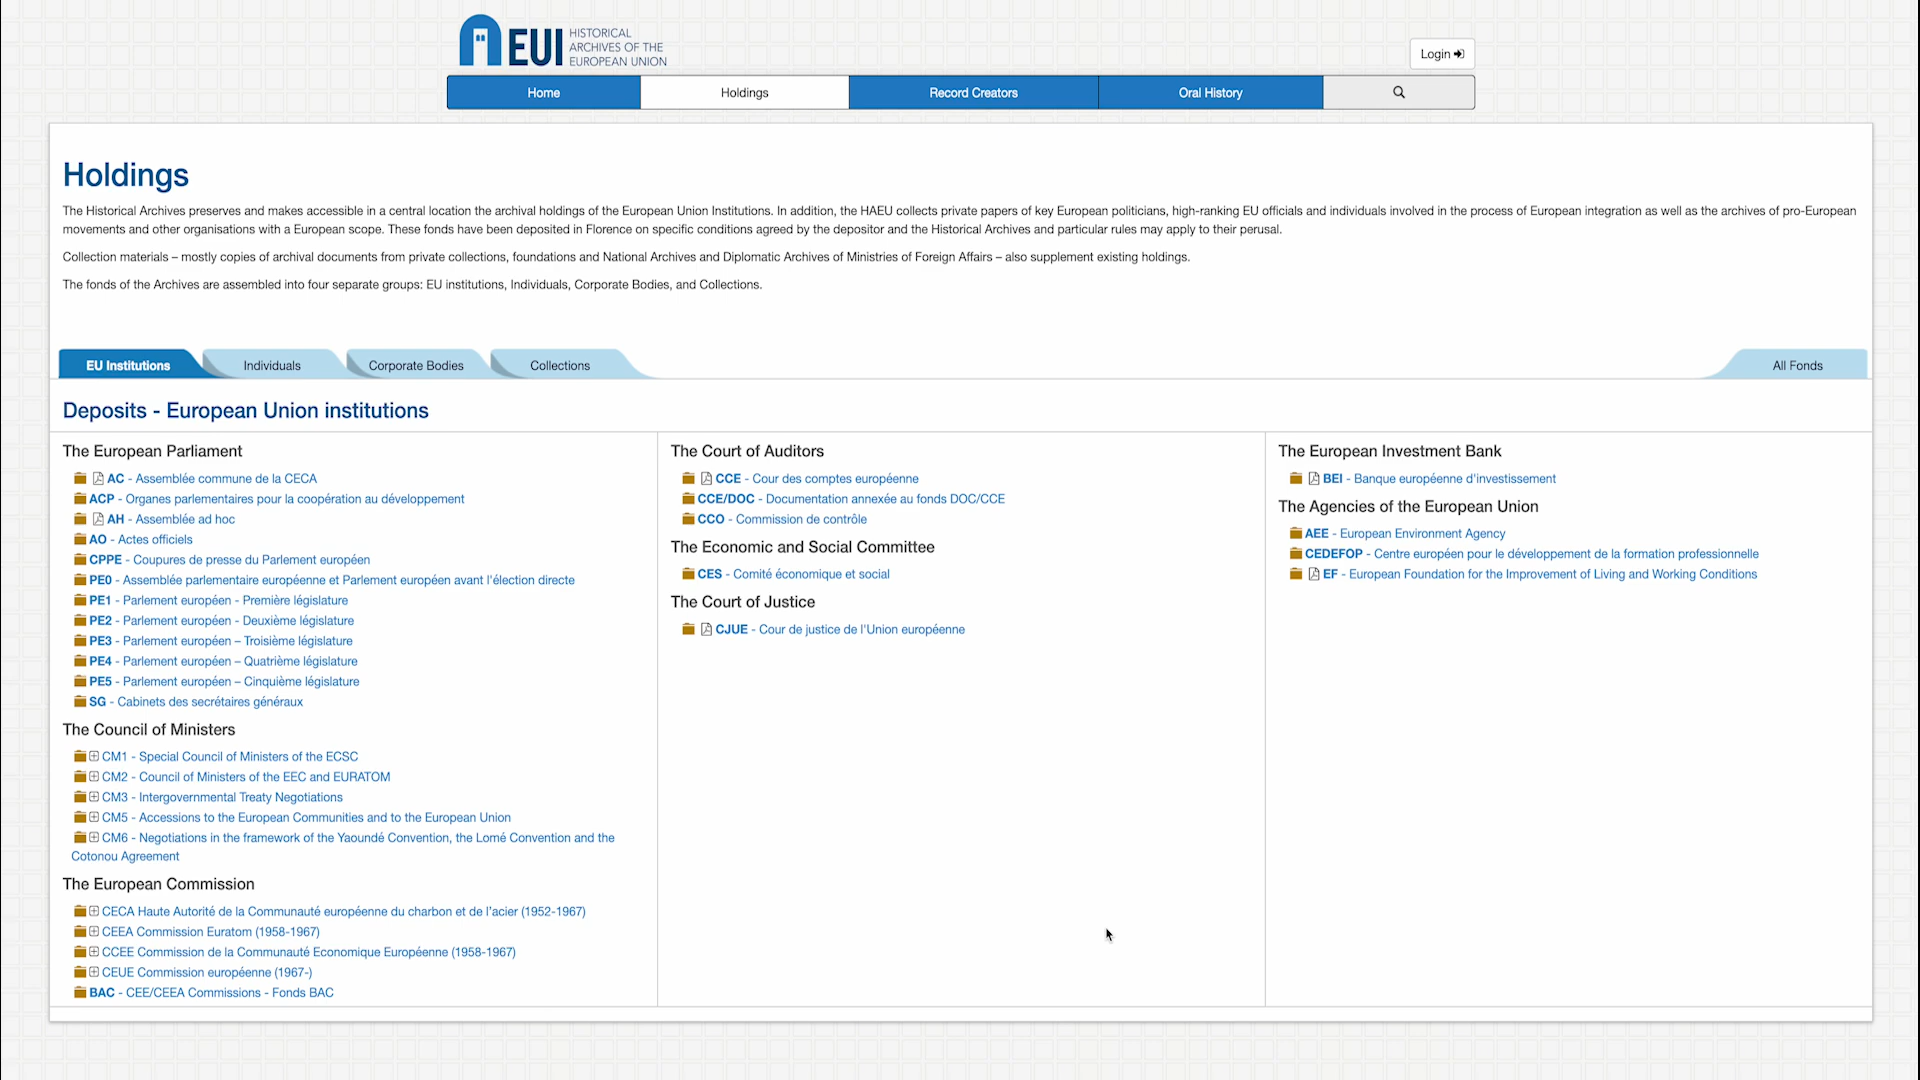 EUI HISTORICAL
ARCHIVES OF THE
EUROPEAN UNION
Login
Home
Holdings
Record Creators
Oral History
Holdings
The Historical Archives preserves and makes accessible in a central location the archival holdings of the European Union Institutions. In addition, the HAEU collects private papers of key European politicians, high-ranking EU officials and individuals involved in the process of European integration as well as the archives of pro-European
movements and other organisations with a European scope. These fonds have been deposited in Florence on specific conditions agreed by the depositor and the Historical Archives and particular rules may apply to their perusal.
Collection materials – mostly copies of archival documents from private collections, foundations and National Archives and Diplomatic Archives of Ministries of Foreign Affairs – also supplement existing holdings.
The fonds of the Archives are assembled into four separate groups: EU institutions, Individuals, Corporate Bodies, and Collections.
EU Institutions
Individuals
Corporate Bodies
Collections
All Fonds
Deposits - European Union institutions
The European Parliament
AC - Assemblée commune de la CECA
ACP - Organes parlementaires pour la coopération au développement
AH - Assemblée ad hoc
AO - Actes officiels
CPPE - Coupures de presse du Parlement européen
PE0 - Assemblée parlementaire européenne et Parlement européen avant l'élection directe
PE1 - Parlement européen - Première législature
PE2 - Parlement européen - Deuxième législature
PE3 - Parlement européen – Troisième législature
PE4 - Parlement européen – Quatrième législature
PE5 - Parlement européen – Cinquième législature
SG - Cabinets des secrétaires généraux
The Council of Ministers
CM1 - Special Council of Ministers of the ECSC
CM2 - Council of Ministers of the EEC and EURATOM
CM3 - Intergovernmental Treaty Negotiations
CM5 - Accessions to the European Communities and to the European Union
CM6 - Negotiations in the framework of the Yaoundé Convention, the Lomé Convention and the
Cotonou Agreement
The European Commission
CECA Haute Autorité de la Communauté européenne du charbon et de l'acier (1952-1967)
CEEA Commission Euratom (1958-1967)
CCEE Commission de la Communauté Economique Européenne (1958-1967)
CEUE Commission européenne (1967-)
BAC - CEE/CEEA Commissions - Fonds BAC
The Court of Auditors
CCE - Cour des comptes européenne
CCE/DOC - Documentation annexée au fonds DOC/CCE
CCO - Commission de contrôle
The Economic and Social Committee
CES - Comité économique et social
The Court of Justice
CJUE - Cour de justice de l'Union européenne
The European Investment Bank
BEI - Banque européenne d'investissement
The Agencies of the European Union
AEE - European Environment Agency
CEDEFOP - Centre européen pour le développement de la formation professionnelle
EF - European Foundation for the Improvement of Living and Working Conditions